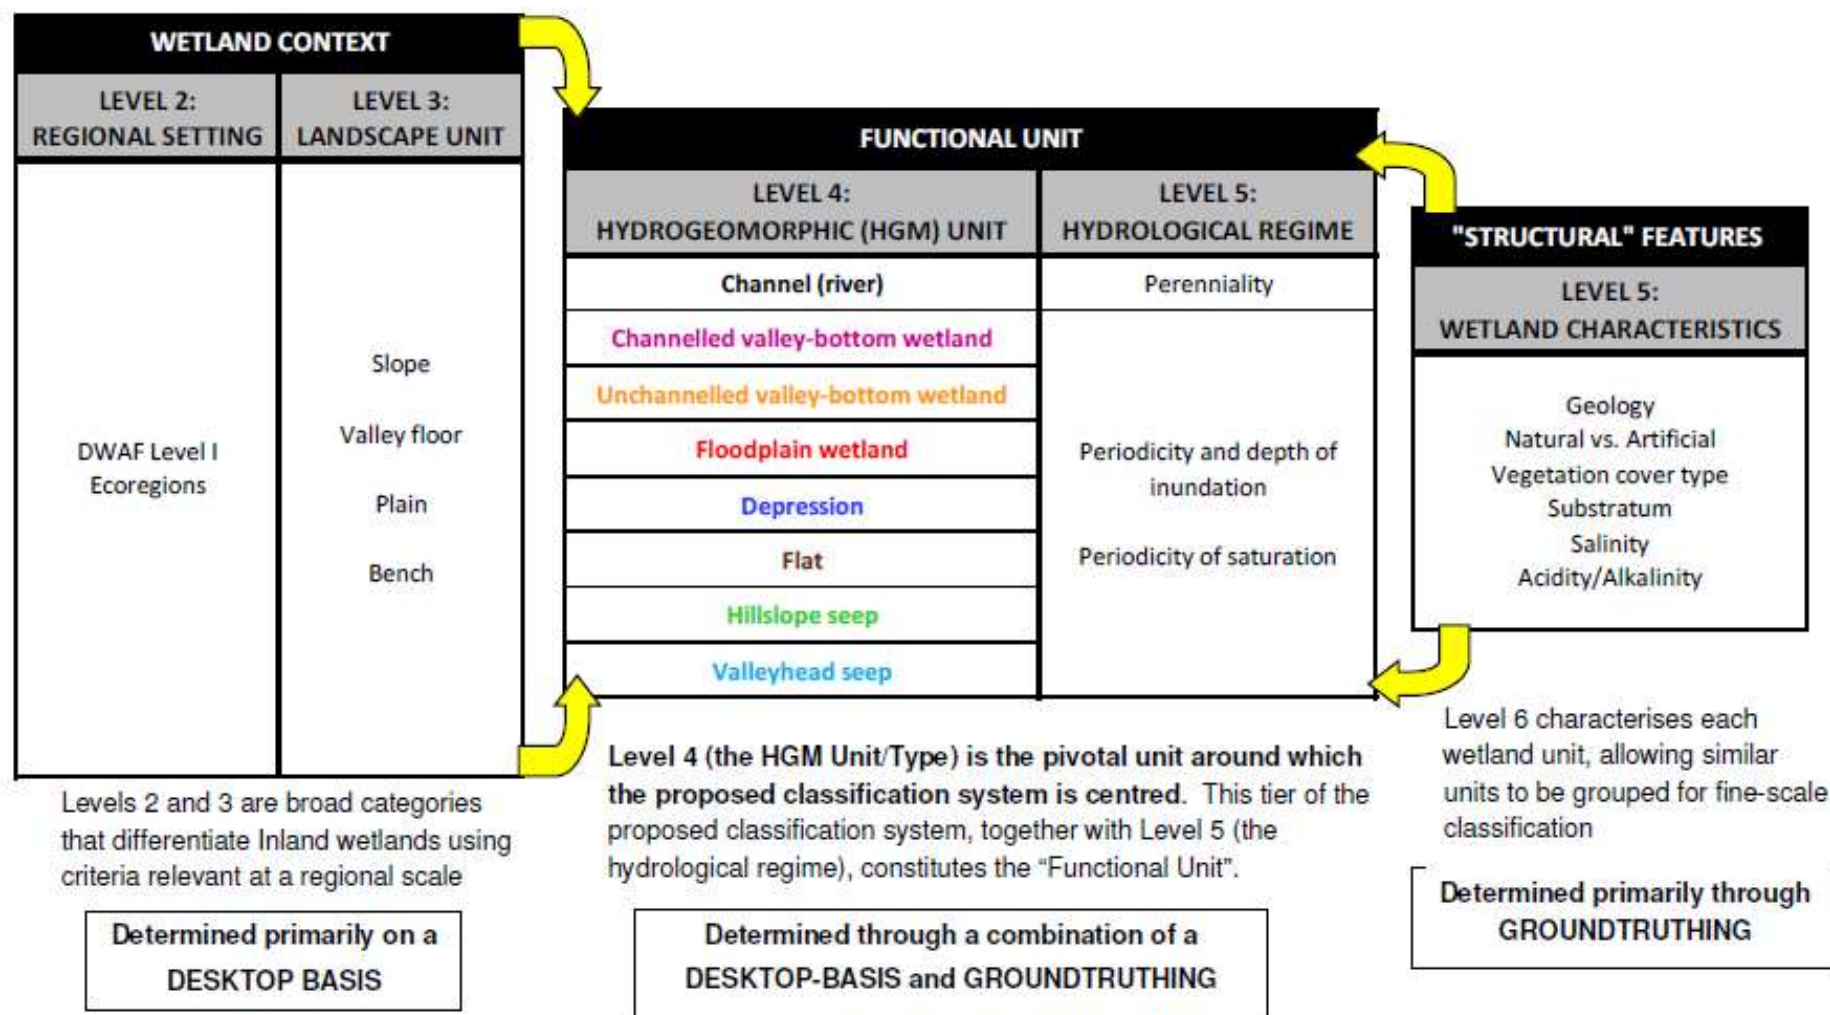 WETLAND CONTEXT
LEVEL 2:
REGIONAL SETTING
LEVEL 3:
LANDSCAPE UNIT
DWAF Level I
Ecoregions
Slope
Valley floor
Plain
Bench
Levels 2 and 3 are broad categories
that differentiate Inland wetlands using
criteria relevant at a regional scale
Determined primarily on a
DESKTOP BASIS
FUNCTIONAL UNIT
LEVEL 4:
HYDROGEOMORPHIC (HGM) UNIT
LEVEL 5:
HYDROLOGICAL REGIME
Channel (river)
Perenniality
Channelled valley-bottom wetland
Unchannelled valley-bottom wetland
Floodplain wetland
Depression
Flat
Hillslope seep
Valleyhead seep
Periodicity and depth of
inundation
Periodicity of saturation
Level 4 (the HGM Unit/Type) is the pivotal unit around which
the proposed classification system is centred. This tier of the
proposed classification system, together with Level 5 (the
hydrological regime), constitutes the “Functional Unit”.
Determined through a combination of a
DESKTOP-BASIS and GROUNDTRUTHING
"STRUCTURAL" FEATURES
LEVEL 5:
WETLAND CHARACTERISTICS
Geology
Natural vs. Artificial
Vegetation cover type
Substratum
Salinity
Acidity/Alkalinity
Level 6 characterises each
wetland unit, allowing similar
units to be grouped for fine-scale
classification
Determined primarily through
GROUNDTRUTHING